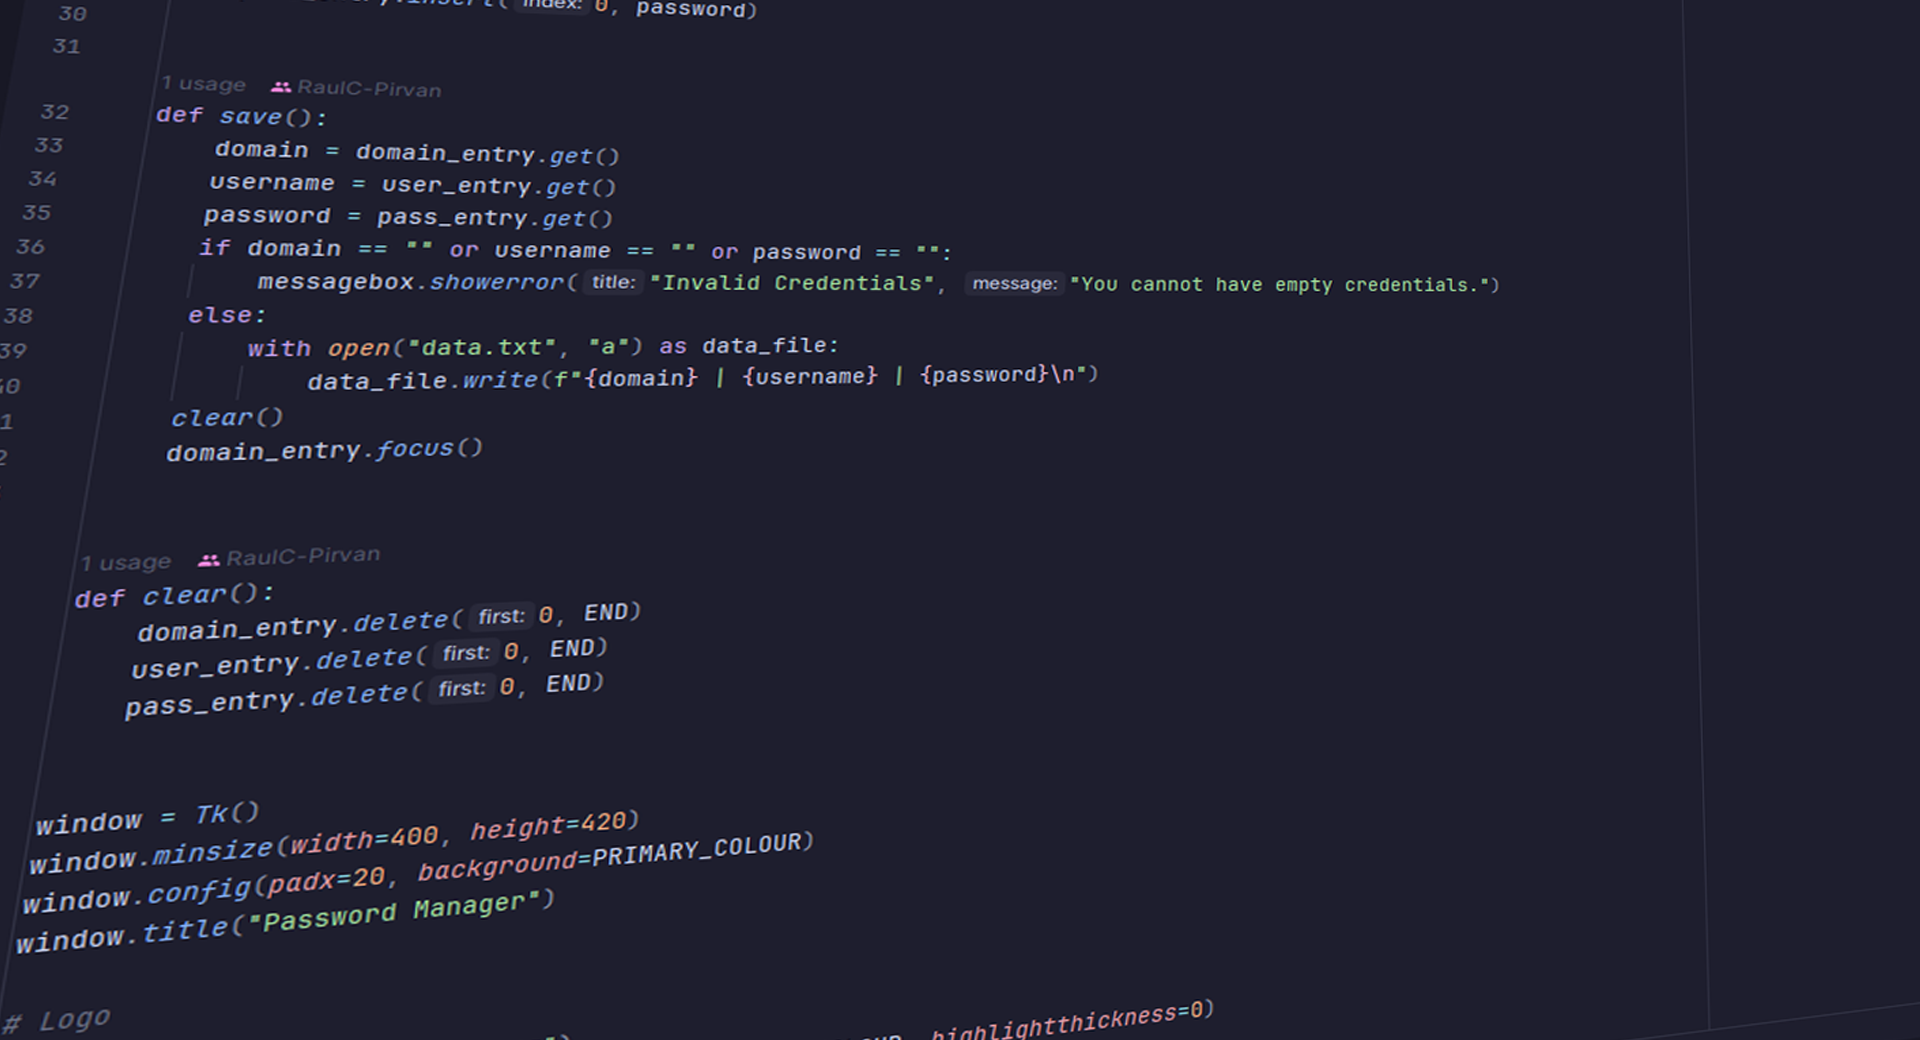 30 index: 0, password)
31
1 usage RaulC-Pirvan
32 def save():
33 domain = domain_entry.get()
34 username = user_entry.get()
35 password = pass_entry.get()
36 if domain == "" or username == "" or password == "":
37 messagebox.showerror( title: "Invalid Credentials", message: "You cannot have empty credentials.")
38 else:
39 with open("data.txt", "a") as data_file:
40 data_file.write(f"{domain} | {username} | {password}\n")
1 clear()
2 domain_entry.focus()
1 usage RaulC-Pirvan
def clear():
domain_entry.delete( first: 0, END)
user_entry.delete( first: 0, END)
pass_entry.delete( first: 0, END)
window = Tk()
window.minsize(width=400, height=420)
window.config(padx=20, background=PRIMARY_COLOUR)
window.title("Password Manager")
# Logo
highlightthickness=0)